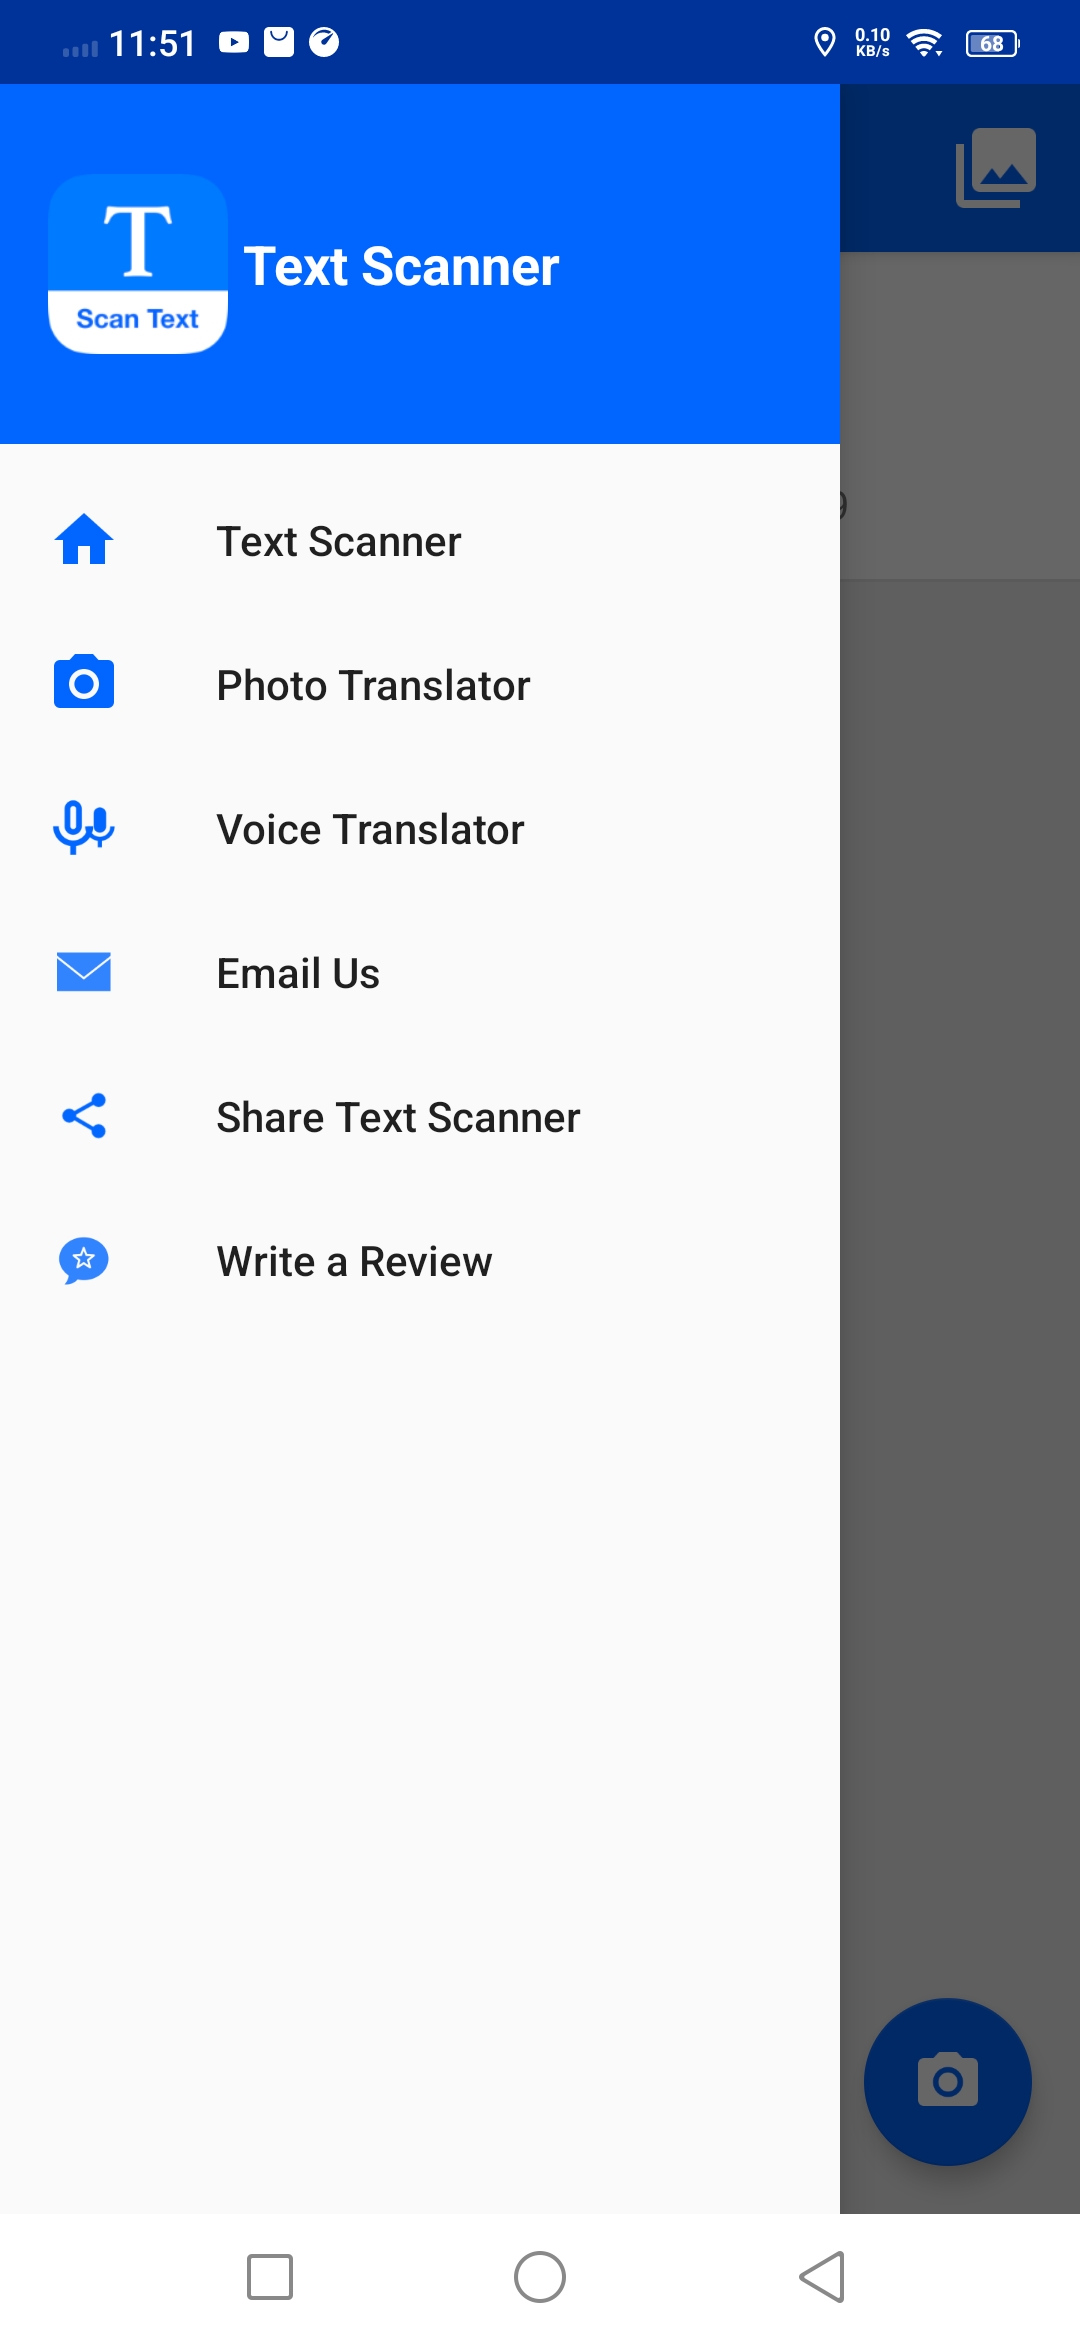 11:51
0.10
KB/s
68
T
Scan Text
Text Scanner
Text Scanner
Photo Translator
Voice Translator
Email Us
Share Text Scanner
Write a Review